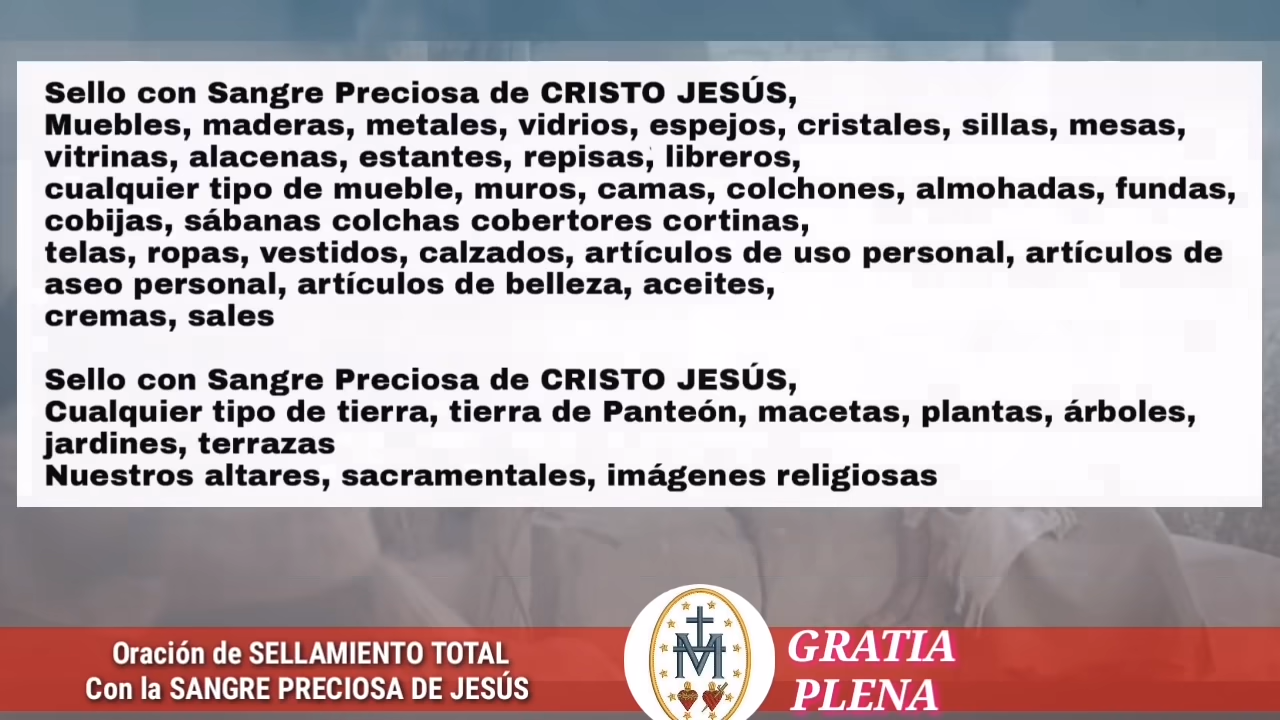 Sello con Sangre Preciosa de CRISTO JESÚS,
Muebles, maderas, metales, vidrios, espejos, cristales, sillas, mesas,
vitrinas, alacenas, estantes, repisas, libreros,
cualquier tipo de mueble, muros, camas, colchones, almohadas, fundas,
cobijas, sábanas colchas cobertores cortinas,
telas, ropas, vestidos, calzados, artículos de uso personal, artículos de
aseo personal, artículos de belleza, aceites,
cremas, sales
Sello con Sangre Preciosa de CRISTO JESÚS,
Cualquier tipo de tierra, tierra de Panteón, macetas, plantas, árboles,
jardines, terrazas
Nuestros altares, sacramentales, imágenes religiosas
Oración de SELLAMIENTO TOTAL
Con la SANGRE PRECIOSA DE JESÚS
M
GRATIA
PLENA